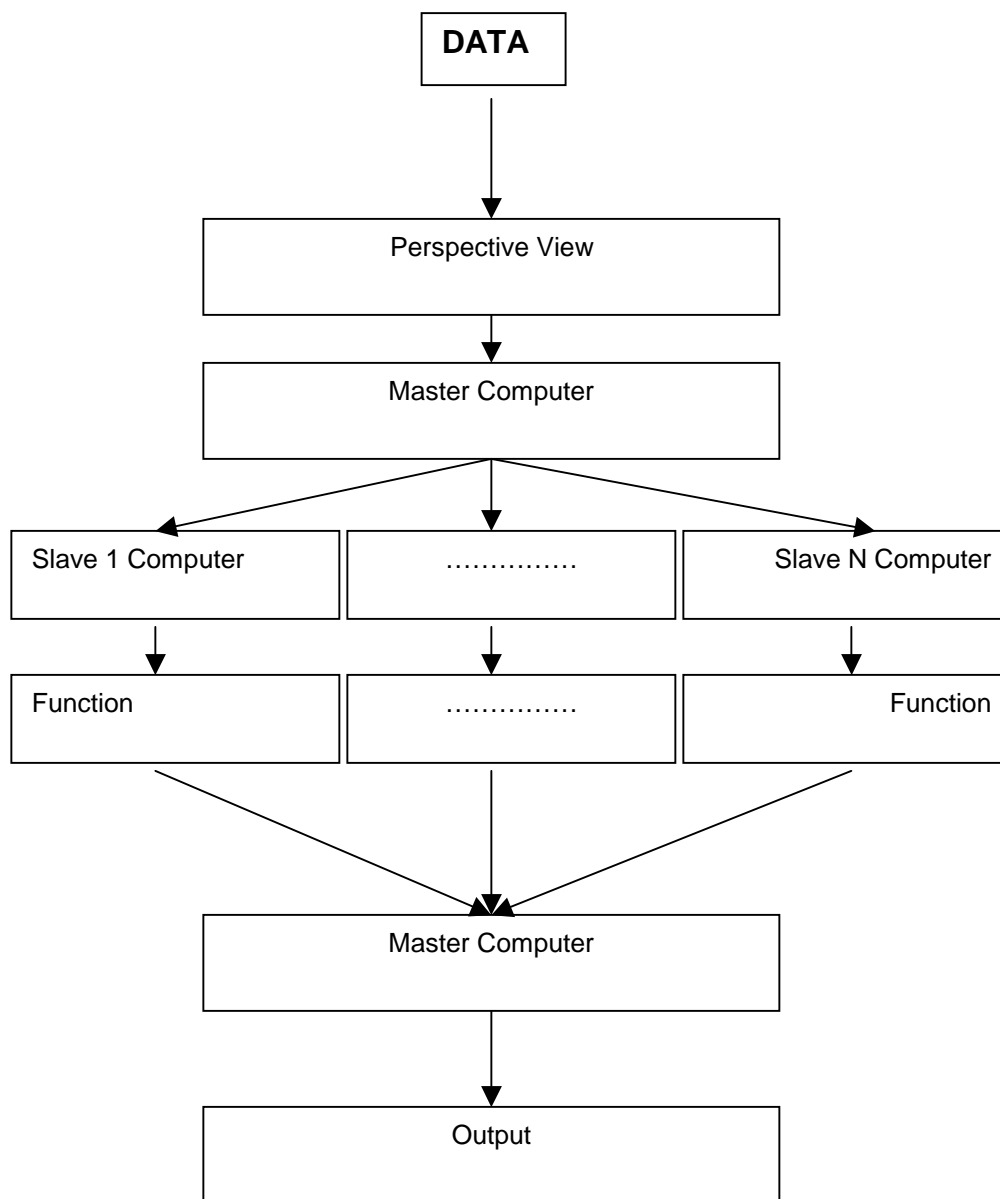 DATA
Perspective View
Master Computer
Slave 1 Computer
……………
Slave N Computer
Function
……………
Function
Master Computer
Output